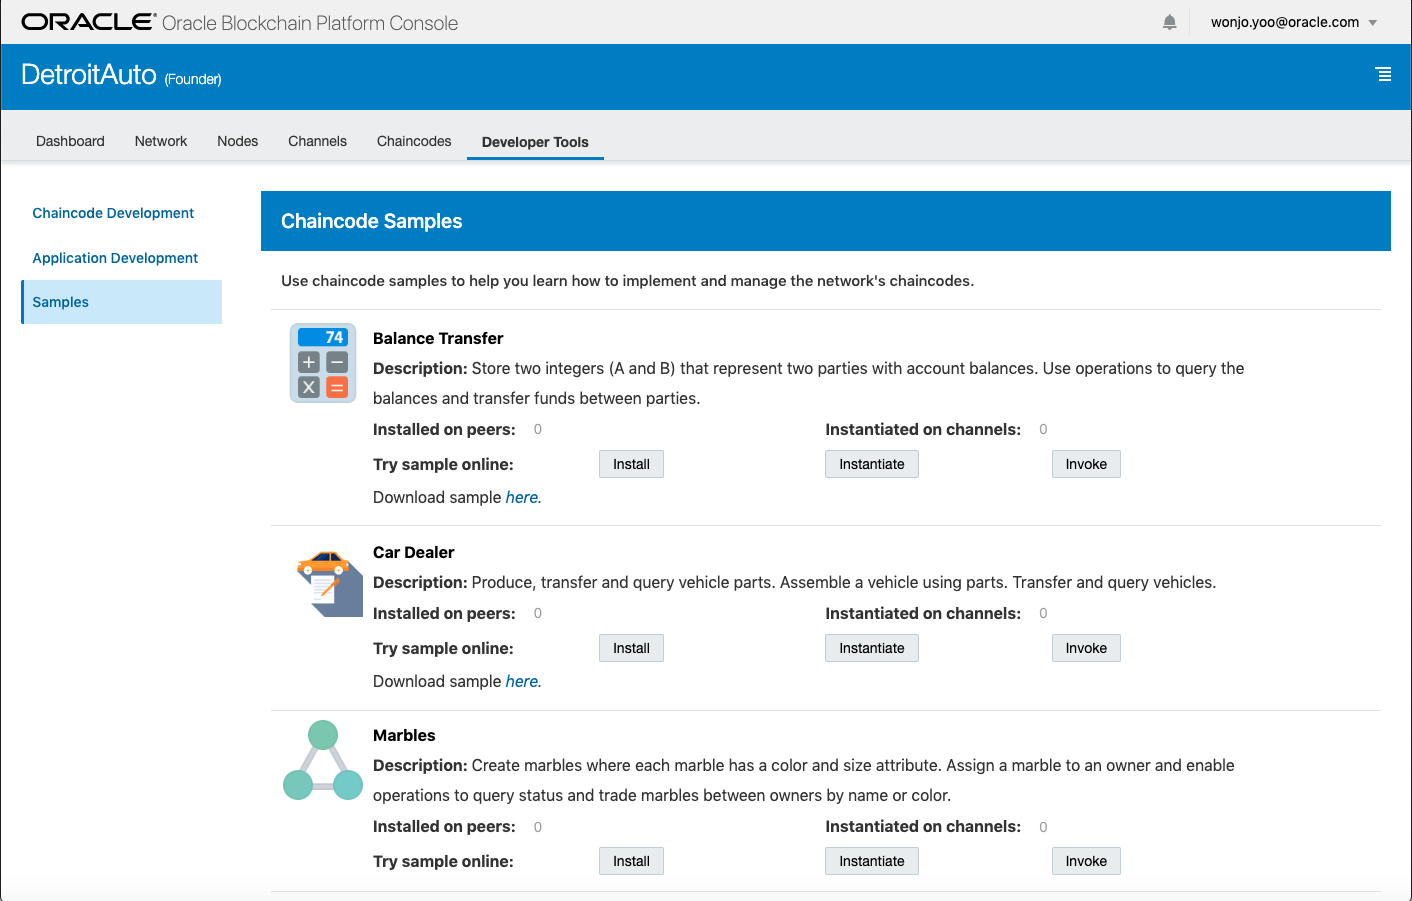 ORACLE® Oracle Blockchain Platform Console
wonjo.yoo@oracle.com
DetroitAuto (Founder)
Dashboard Network Nodes Channels Chaincodes Developer Tools
Chaincode Development
Application Development
Samples
Chaincode Samples
Use chaincode samples to help you learn how to implement and manage the network's chaincodes.
74
+ −
X =
Balance Transfer
Description: Store two integers (A and B) that represent two parties with account balances. Use operations to query the
balances and transfer funds between parties.
Installed on peers: 0 Instantiated on channels: 0
Try sample online: Install Instantiate Invoke
Download sample here.
Car Dealer
Description: Produce, transfer and query vehicle parts. Assemble a vehicle using parts. Transfer and query vehicles.
Installed on peers: 0 Instantiated on channels: 0
Try sample online: Install Instantiate Invoke
Download sample here.
Marbles
Description: Create marbles where each marble has a color and size attribute. Assign a marble to an owner and enable
operations to query status and trade marbles between owners by name or color.
Installed on peers: 0 Instantiated on channels: 0
Try sample online: Install Instantiate Invoke